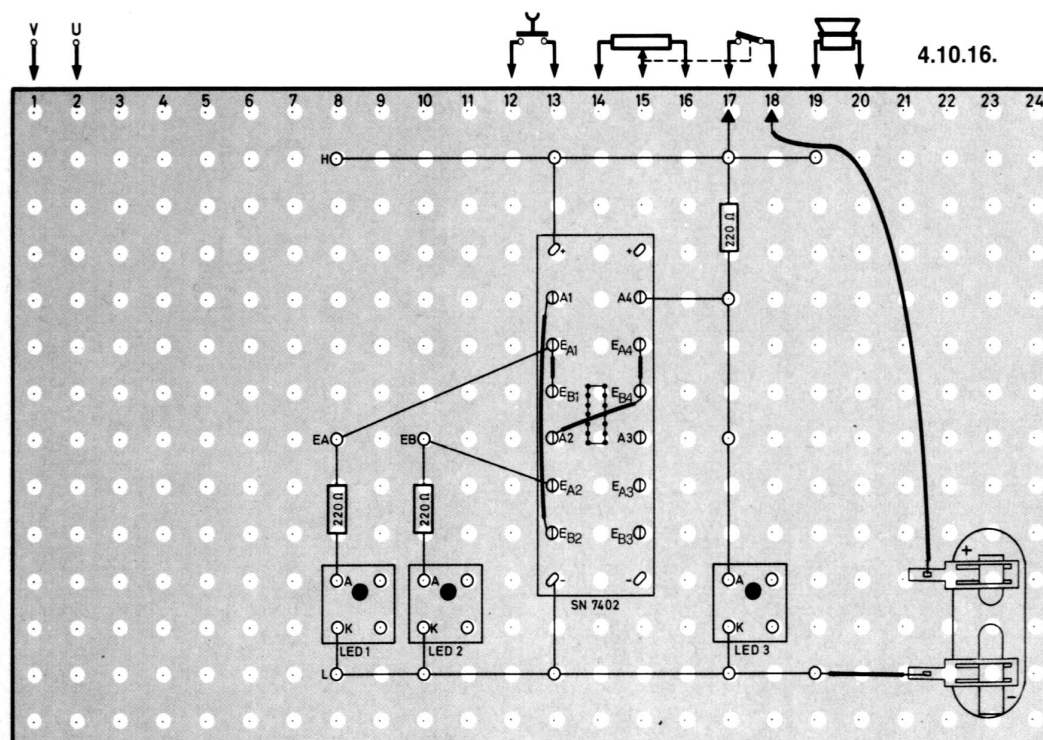 V U
4.10.16.
1 2 3 4 5 6 7 8 9 10 11 12 13 14 15 16 17 18 19 20 21 22 23 24
H
220 Ω
+ +
A1 A4
EA1 EA4
EB1 EB4
EA EB A2 A3
EA2 EA3
220 Ω 220 Ω
EB2 EB3
+
A A - - A
SN 7402
K K K
LED 1 LED 2 LED 3
L
-